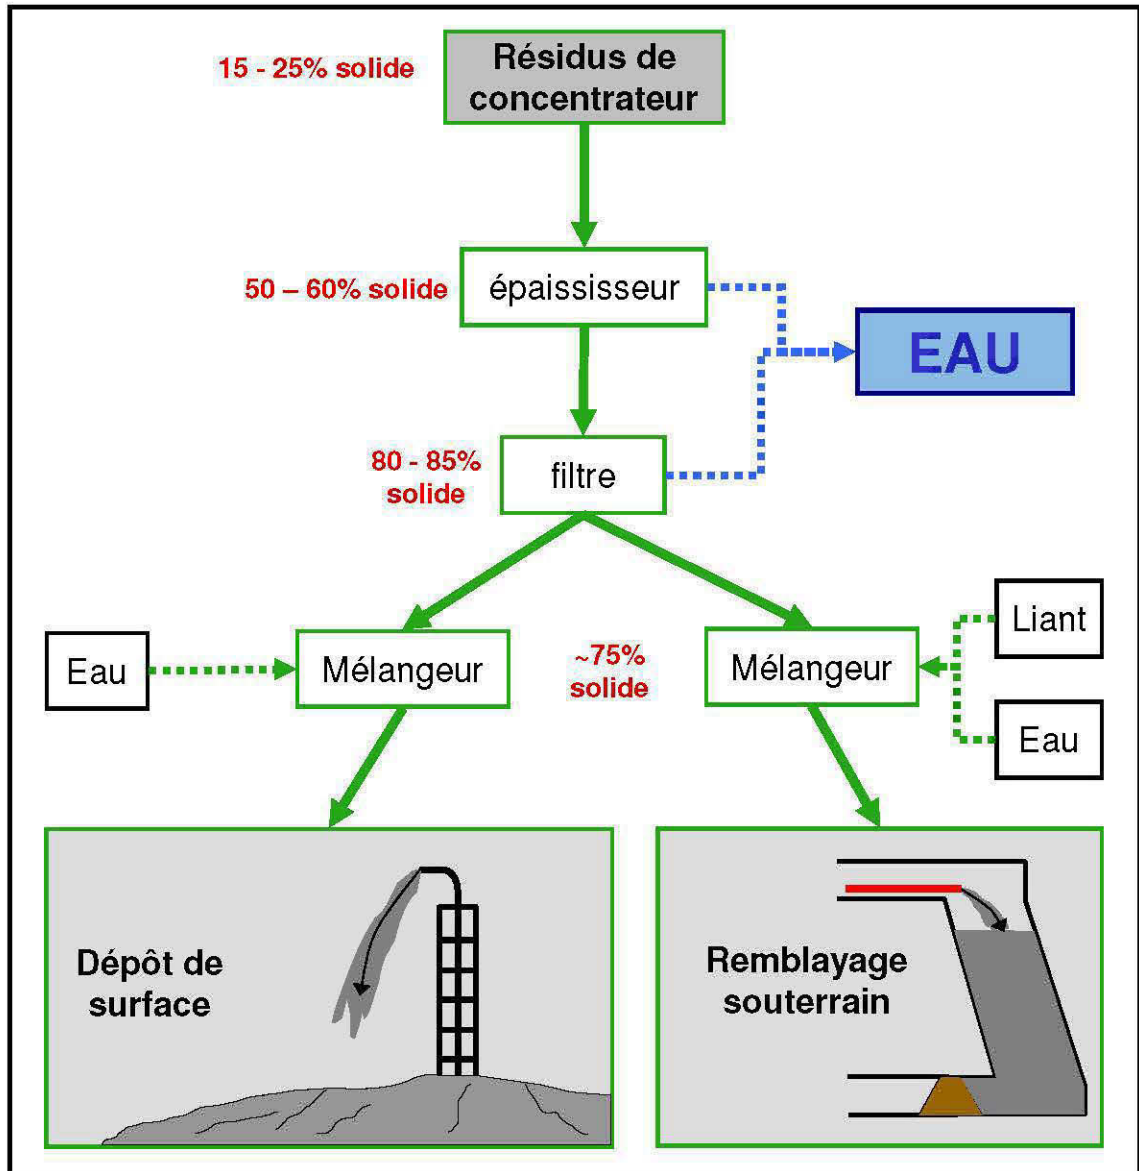 15 - 25% solide
Résidus de
concentrateur
50 – 60% solide
épaississeur
EAU
80 - 85%
solide
filtre
Eau
Mélangeur
~75%
solide
Mélangeur
Liant
Eau
Dépôt de
surface
Remblayage
souterrain